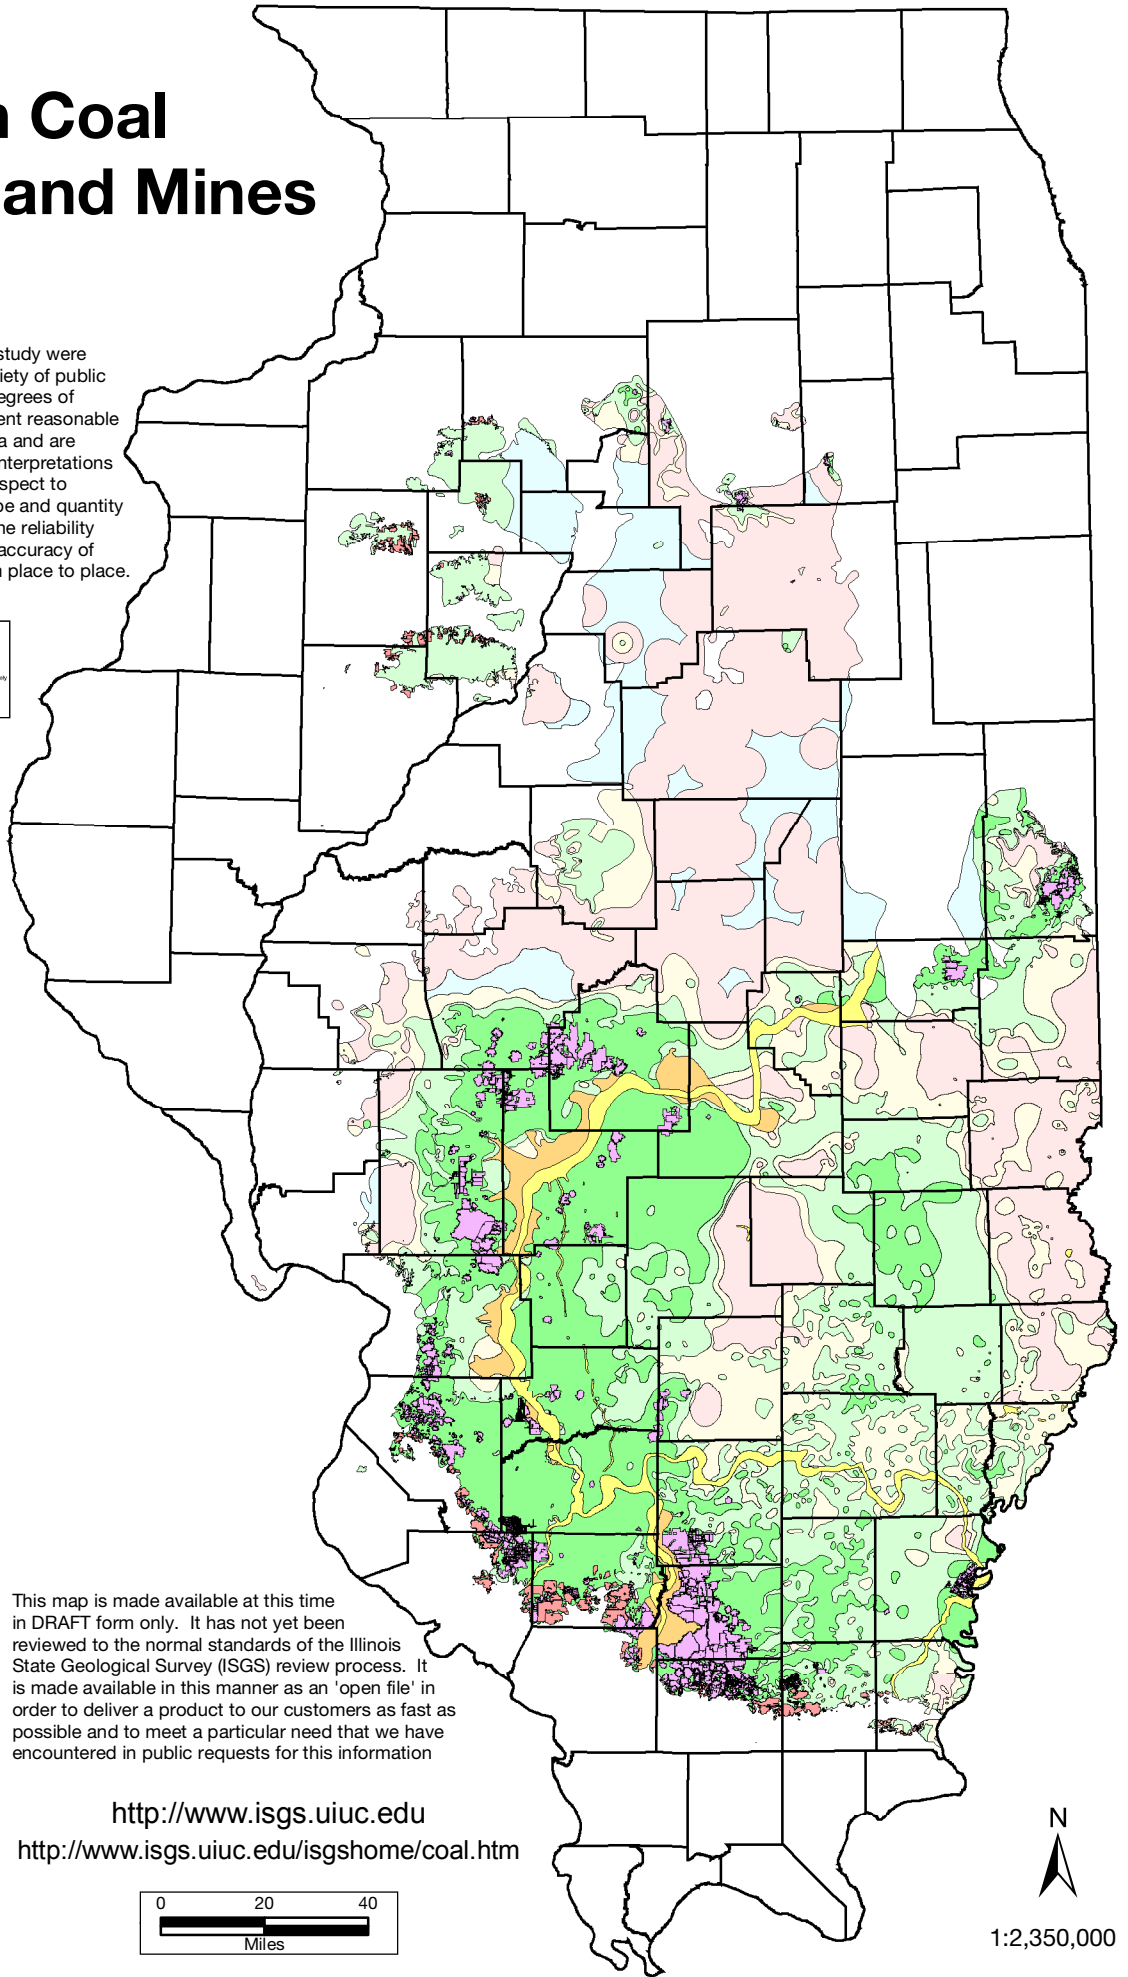 n Coal
and Mines
study were
iety of public
egrees of
ent reasonable
a and are
nterpretations
spect to
pe and quantity
he reliability
accuracy of
n place to place.
This map is made available at this time
in DRAFT form only. It has not yet been
reviewed to the normal standards of the Illinois
State Geological Survey (ISGS) review process. It
is made available in this manner as an 'open file' in
order to deliver a product to our customers as fast as
possible and to meet a particular need that we have
encountered in public requests for this information
http://www.isgs.uiuc.edu
http://www.isgs.uiuc.edu/isgshome/coal.htm
0 20 40
Miles
N
1:2,350,000